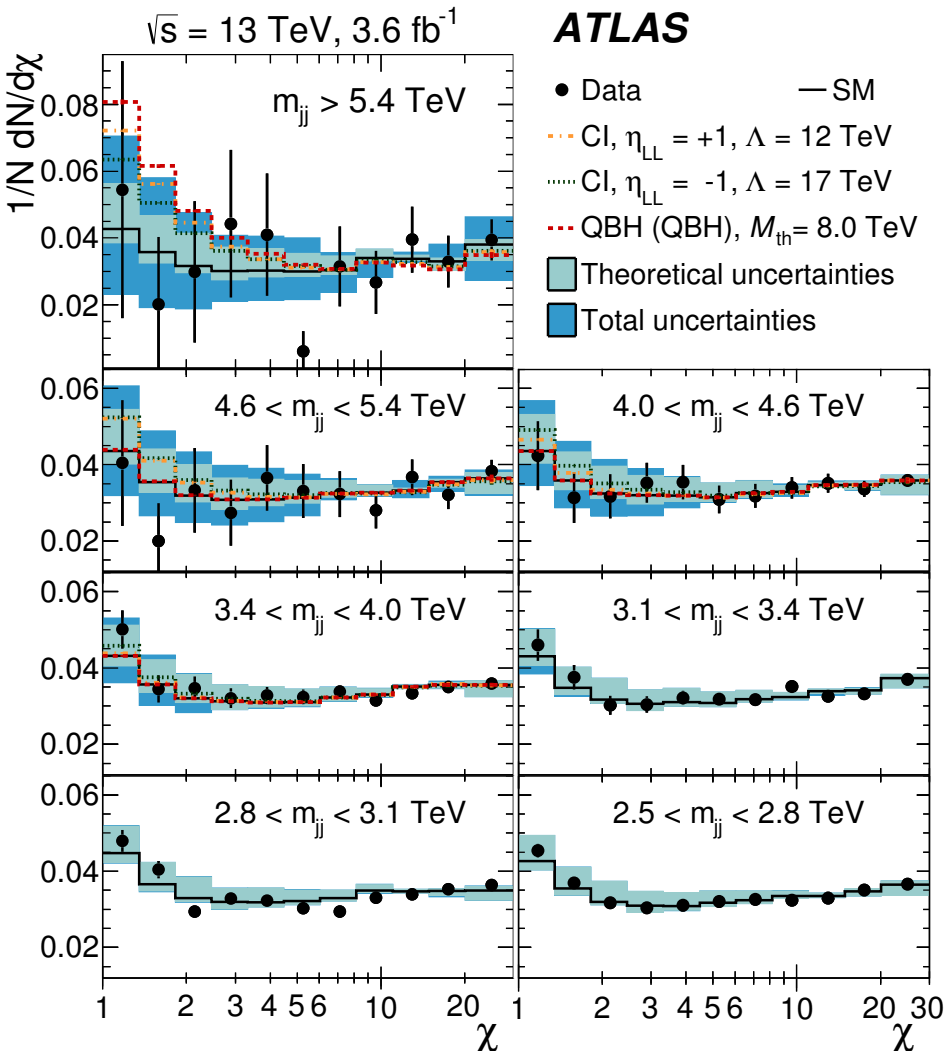 √s = 13 TeV, 3.6 fb⁻¹
ATLAS
Data
SM
CI, η_LL = +1, Λ = 12 TeV
CI, η_LL = -1, Λ = 17 TeV
QBH (QBH), M_th = 8.0 TeV
Theoretical uncertainties
Total uncertainties
1/N dN/dχ
m_jj > 5.4 TeV
0.08
0.06
0.04
0.02
4.6 < m_jj < 5.4 TeV
4.0 < m_jj < 4.6 TeV
0.06
0.04
0.02
3.4 < m_jj < 4.0 TeV
3.1 < m_jj < 3.4 TeV
0.06
0.04
0.02
2.8 < m_jj < 3.1 TeV
2.5 < m_jj < 2.8 TeV
0.06
0.04
0.02
1 2 3 4 5 6 10 20
1 2 3 4 5 6 10 20 30
χ
χ